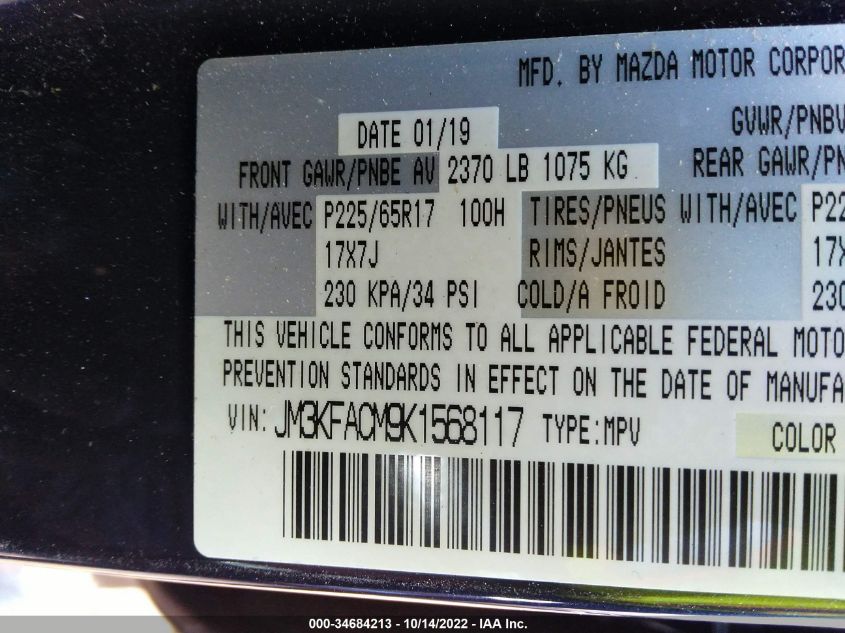 MFD. BY MAZDA MOTOR CORPOR
DATE 01/19 GVWR/PNBV
FRONT GAWR/PNBE AV 2370 LB 1075 KG REAR GAWR/PN
WITH/AVEC P225/65R17 100H TIRES/PNEUS WITH/AVEC P22
17X7J RIMS/JANTES 17X
230 KPA/34 PSI COLD/A FROID 230
THIS VEHICLE CONFORMS TO ALL APPLICABLE FEDERAL MOTO
PREVENTION STANDARDS IN EFFECT ON THE DATE OF MANUFA
VIN: JM3KFACM9K1568117 TYPE:MPV COLOR
000-34684213 - 10/14/2022 - IAA Inc.